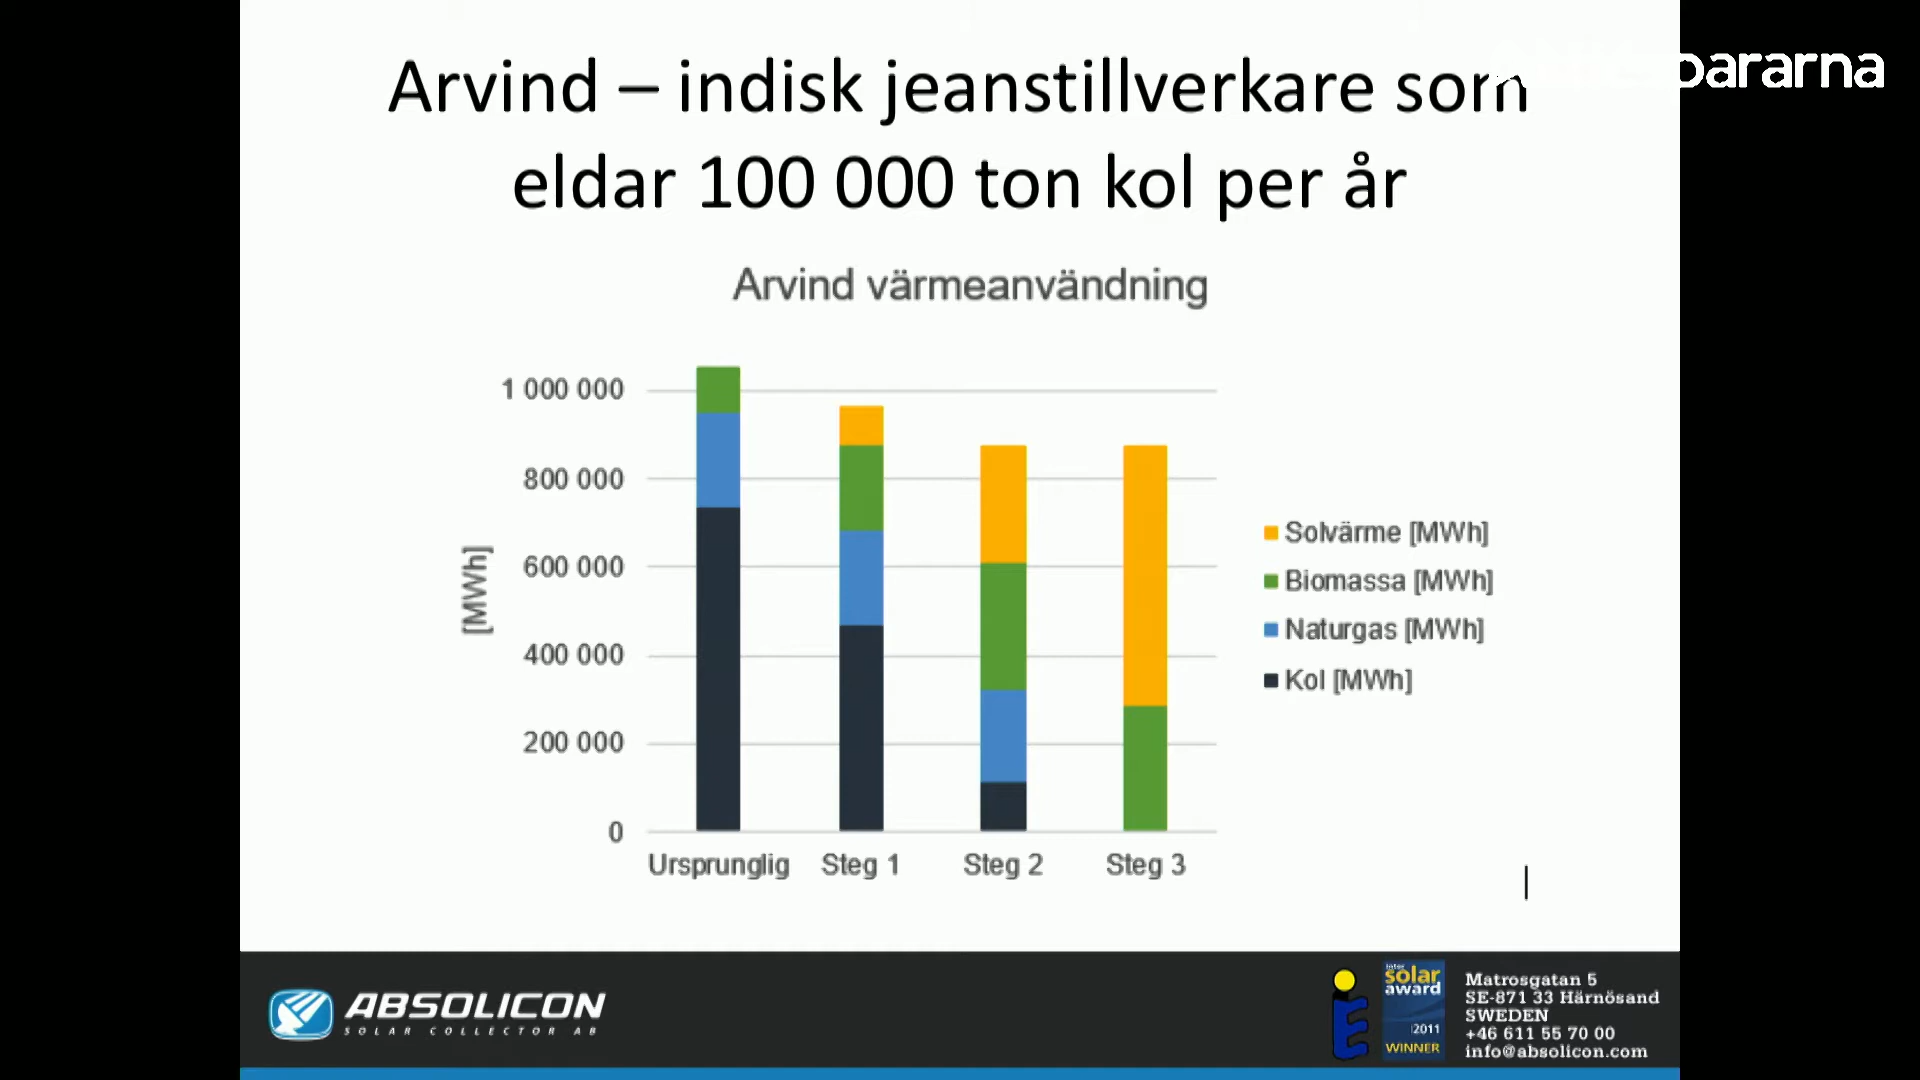 Arvind – indisk jeanstillverkare som
eldar 100 000 ton kol per år
Arvind värmeanvändning
[MWh]
1 000 000
800 000
600 000
400 000
200 000
0
Ursprunglig
Steg 1
Steg 2
Steg 3
Solvärme [MWh]
Biomassa [MWh]
Naturgas [MWh]
Kol [MWh]
ABSOLICON
SOLAR COLLECTOR AB
inter
solar
award
2011
WINNER
Matrosgatan 5
SE-871 33 Härnösand
SWEDEN
+46 611 55 70 00
info@absolicon.com